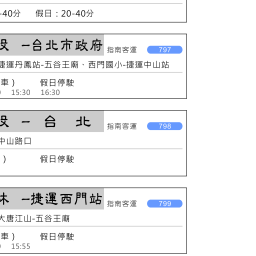 -40分 假日：20-40分
－台北市政府 指南客運 797
捷運丹鳳站-五谷王廟、西門國小-捷運中山站
車） 假日停駛
15:30 16:30
－台 北 指南客運 798
中山路口
） 假日停駛
－捷運西門站 指南客運 799
大唐江山-五谷王廟
車） 假日停駛
15:55